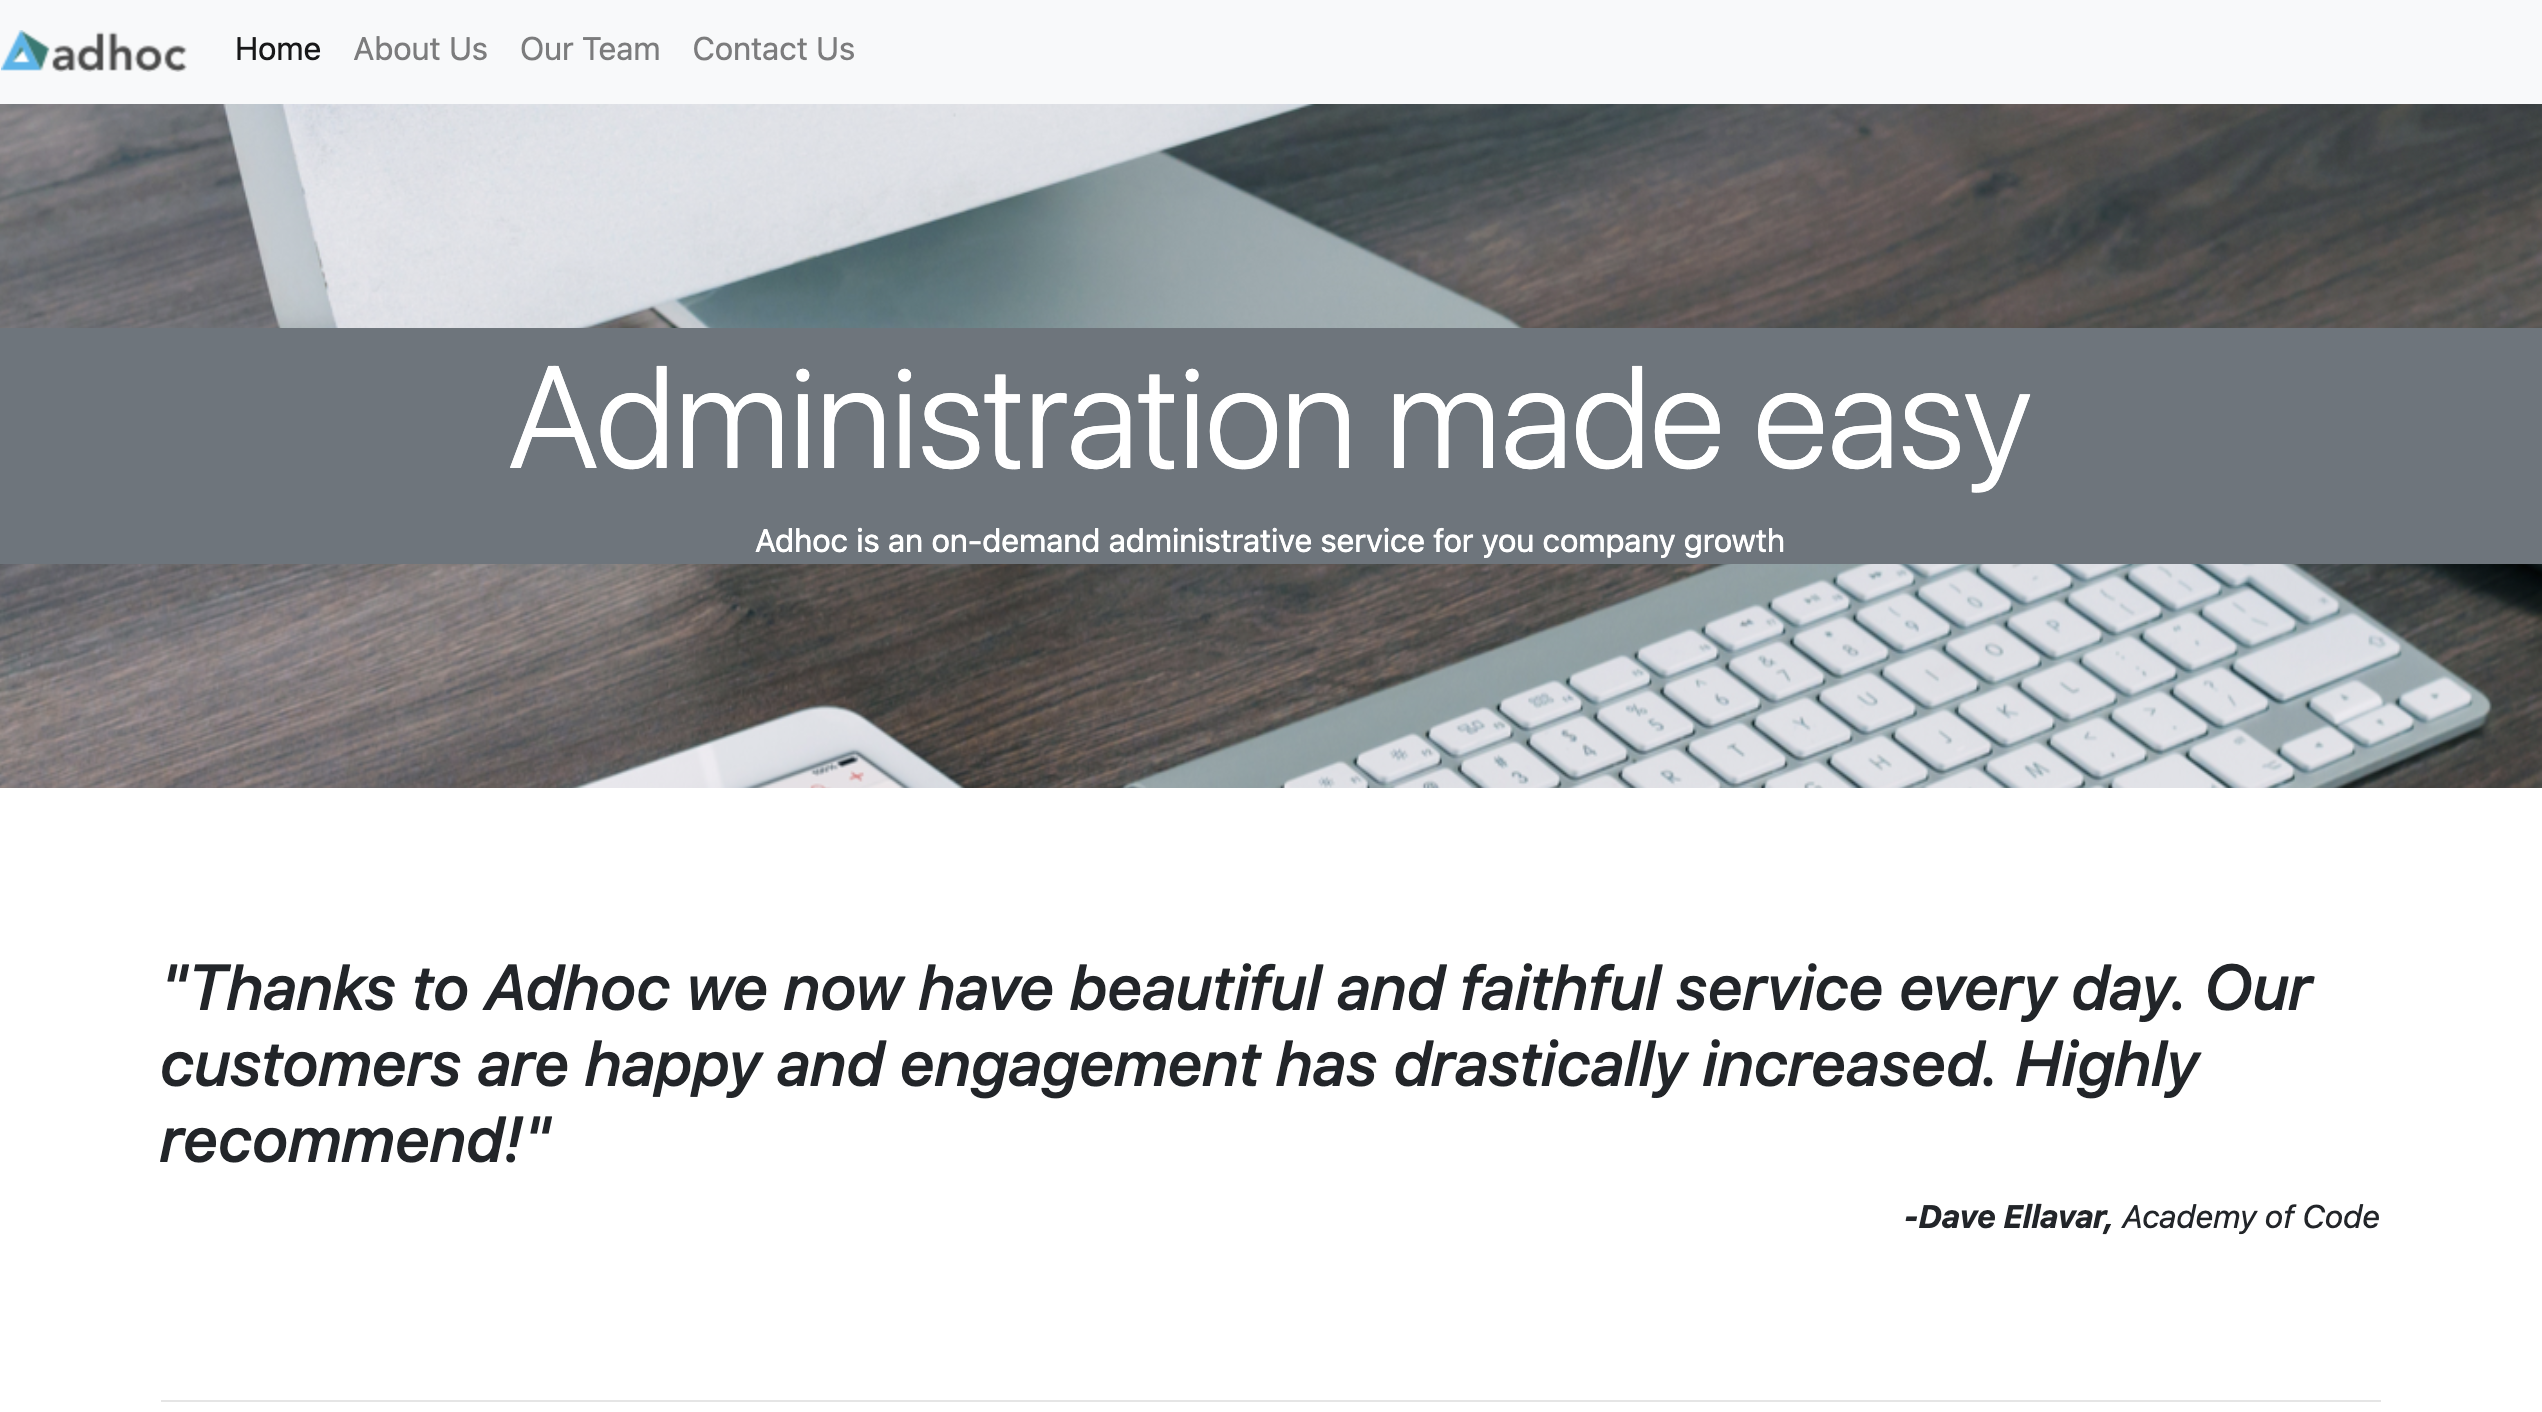 adhoc Home About Us Our Team Contact Us
Administration made easy
Adhoc is an on-demand administrative service for you company growth
"Thanks to Adhoc we now have beautiful and faithful service every day. Our
customers are happy and engagement has drastically increased. Highly
recommend!"
-Dave Ellavar, Academy of Code